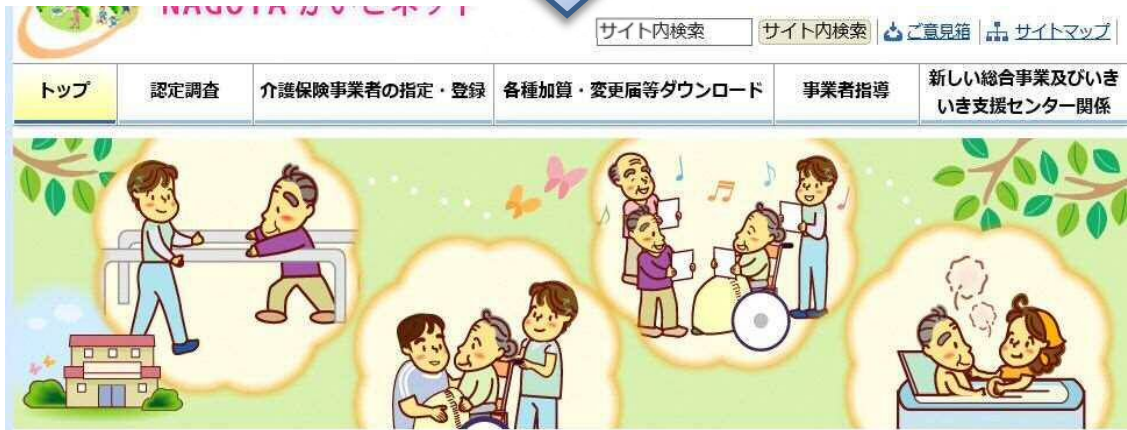 NAGOYA かいごネット
サイト内検索 サイト内検索 ご意見箱 サイトマップ
トップ 認定調査 介護保険事業者の指定・登録 各種加算・変更届等ダウンロード 事業者指導 新しい総合事業及びいき
いき支援センター関係